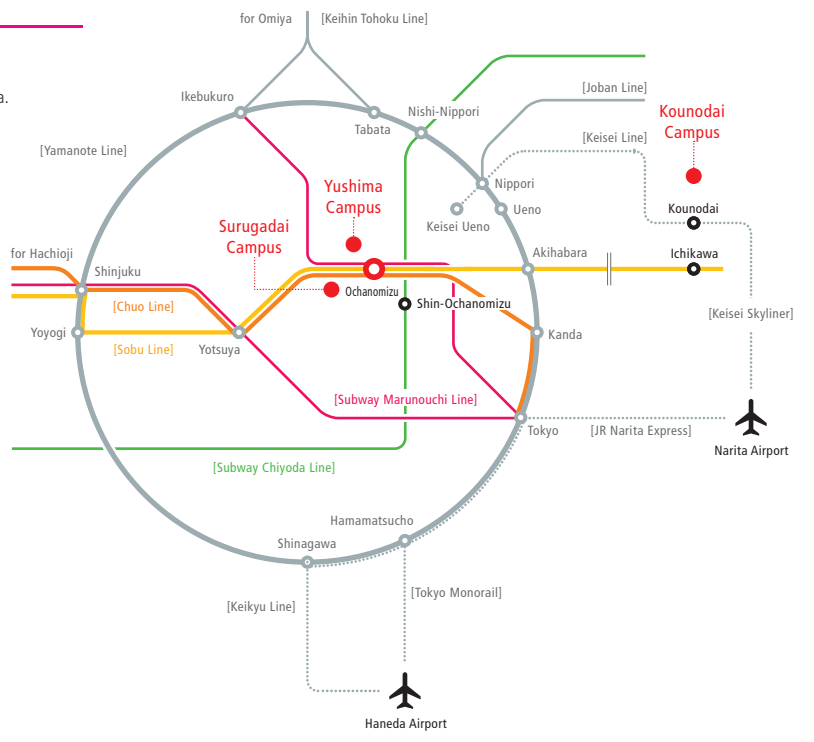 for Omiya
[Keihin Tohoku Line]
a.
Ikebukuro
[Joban Line]
Nishi-Nippori
Kounodai
Campus
Tabata
[Keisei Line]
[Yamanote Line]
Nippori
Yushima
Campus
Ueno
Kounodai
Surugadai
Campus
Keisei Ueno
for Hachioji
Akihabara
Ichikawa
Shinjuku
Ochanomizu
Shin-Ochanomizu
[Chuo Line]
[Keisei Skyliner]
Yoyogi
Kanda
[Sobu Line]
Yotsuya
[Subway Marunouchi Line]
Tokyo
[JR Narita Express]
Narita Airport
[Subway Chiyoda Line]
Hamamatsucho
Shinagawa
[Tokyo Monorail]
[Keikyu Line]
Haneda Airport